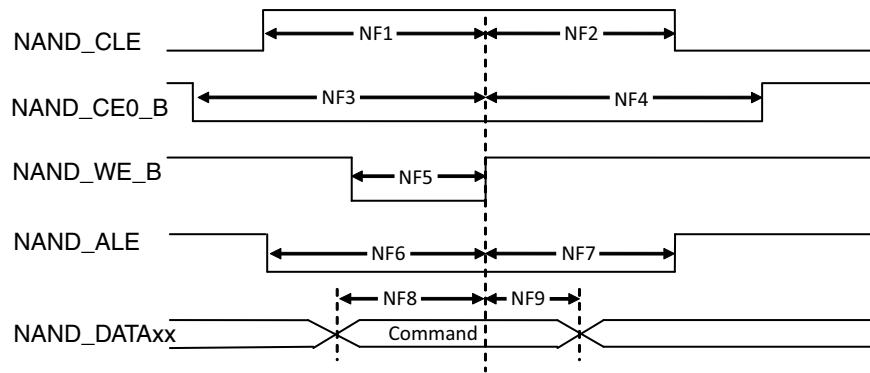 NAND_CLE
NF1
NF2
NAND_CE0_B
NF3
NF4
NAND_WE_B
NF5
NAND_ALE
NF6
NF7
NF8
NF9
NAND_DATAxx
Command